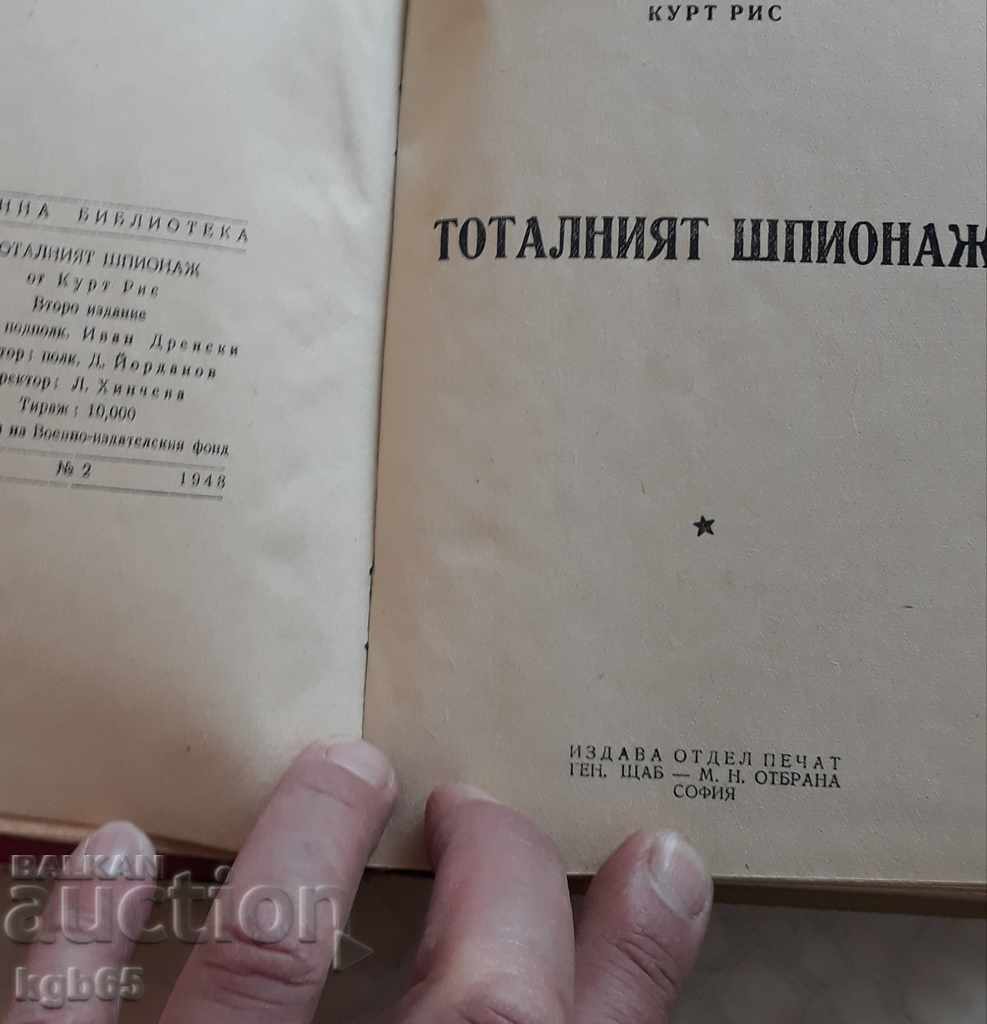 ИННА БИБЛИОТЕКА
ОТАЛНИЯТ ШПИОНАЖ
от Курт Рис
Второ издание
подполк. Иван Дренски
тор: полк. Д. Йорданов
ректор: Л. Хинчева
Тираж: 10,000
на Военно-издателския фонд
№ 2 1948
КУРТ РИС
ТОТАЛНИЯТ ШПИОНАЖ
★
ИЗДАВА ОТДЕЛ ПЕЧАТ
ГЕН. ЩАБ — М. Н. ОТБРАНА
СОФИЯ
BALKAN
auction
kgb65